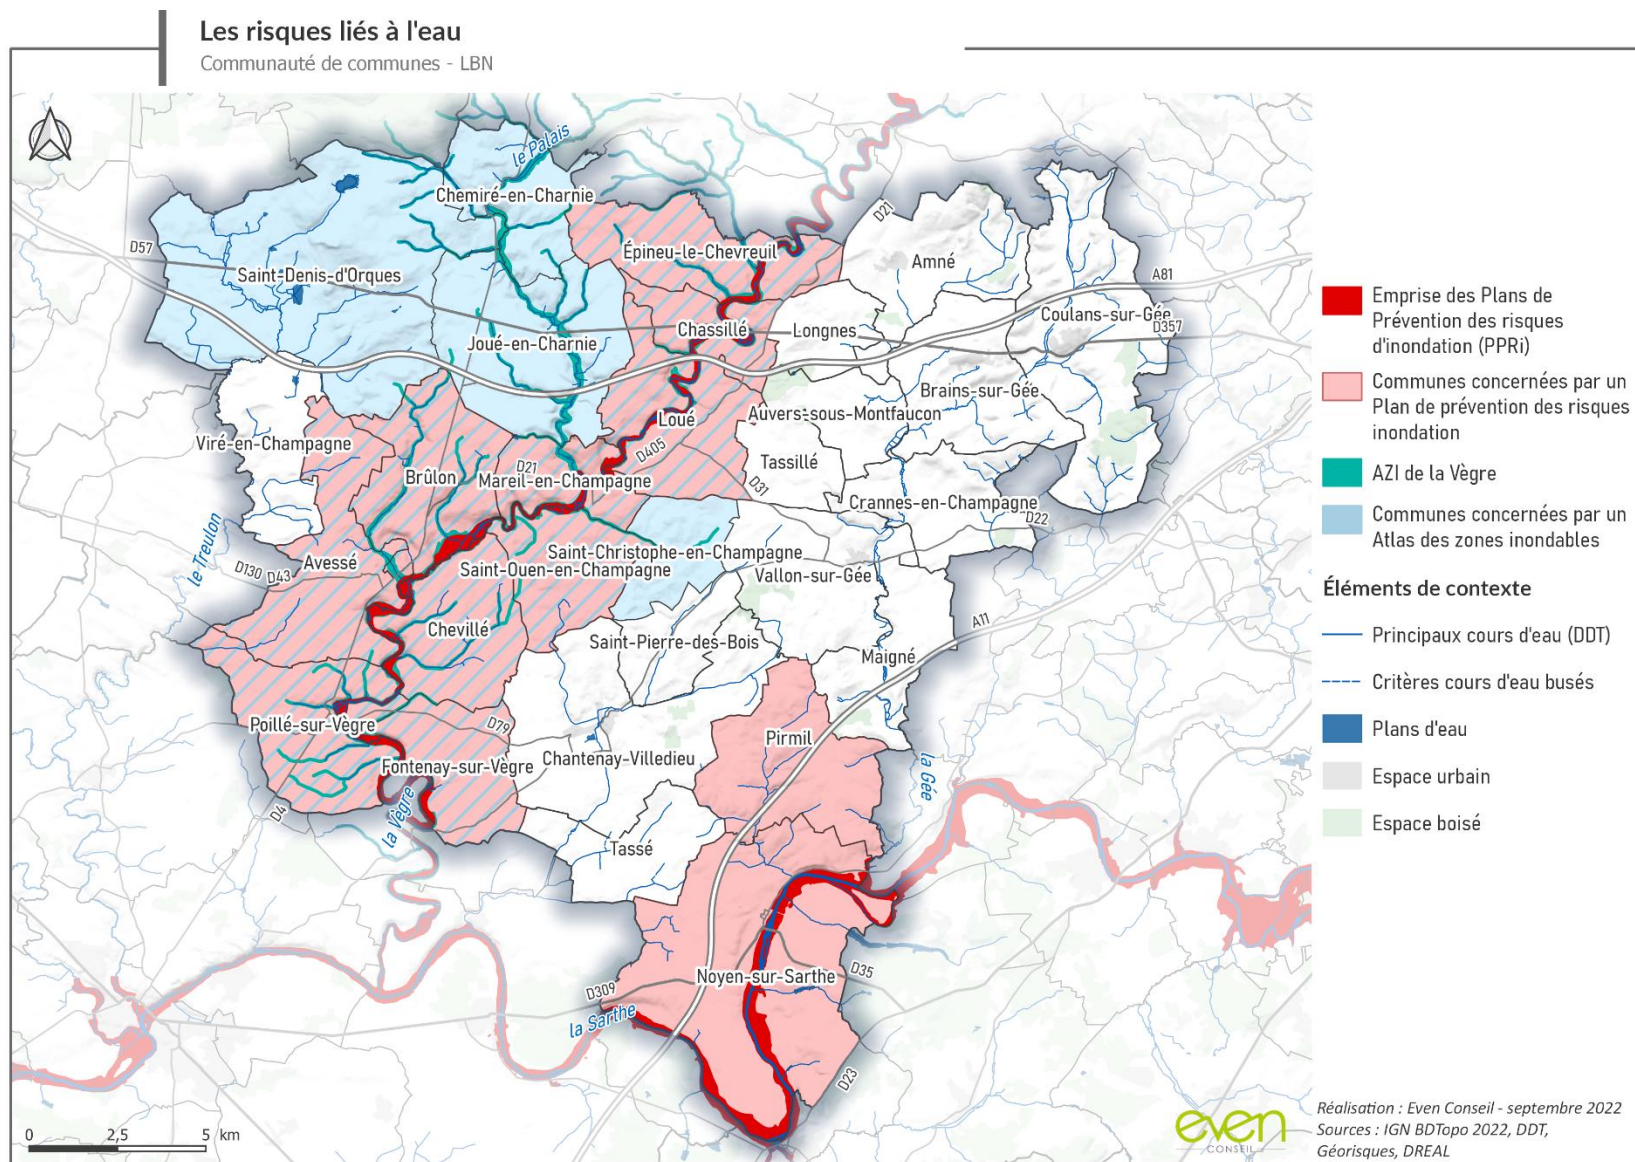 Les risques liés à l'eau
Communauté de communes - LBN
le Palais
Chemiré-en-Charnie
D21
D57
Épineu-le-Chevreuil
Amné
A81
Saint-Denis-d'Orques
Coulans-sur-Gée
D357
Chassillé
Longnes
Joué-en-Charnie
Brains-sur-Gée
Auvers-sous-Montfaucon
Loué
Viré-en-Champagne
D405
Tassillé
D21
Brûlon
Mareil-en-Champagne
D31
Crannes-en-Champagne
D22
le Treulon
Saint-Christophe-en-Champagne
Avessé
D130
D43
Saint-Ouen-en-Champagne
Vallon-sur-Gée
Chevillé
A11
Saint-Pierre-des-Bois
Maigné
Poillé-sur-Vègre
D79
Pirmil
Chantenay-Villedieu
Fontenay-sur-Vègre
la Gée
D4
la Vègre
Tassé
Noyen-sur-Sarthe
D35
D309
la Sarthe
D23
0 2,5 5 km
Emprise des Plans de
Prévention des risques
d'inondation (PPRi)
Communes concernées par un
Plan de prévention des risques
inondation
AZI de la Vègre
Communes concernées par un
Atlas des zones inondables
Éléments de contexte
Principaux cours d'eau (DDT)
Critères cours d'eau busés
Plans d'eau
Espace urbain
Espace boisé
even
CONSEIL
Réalisation : Even Conseil - septembre 2022
Sources : IGN BDTopo 2022, DDT,
Géorisques, DREAL